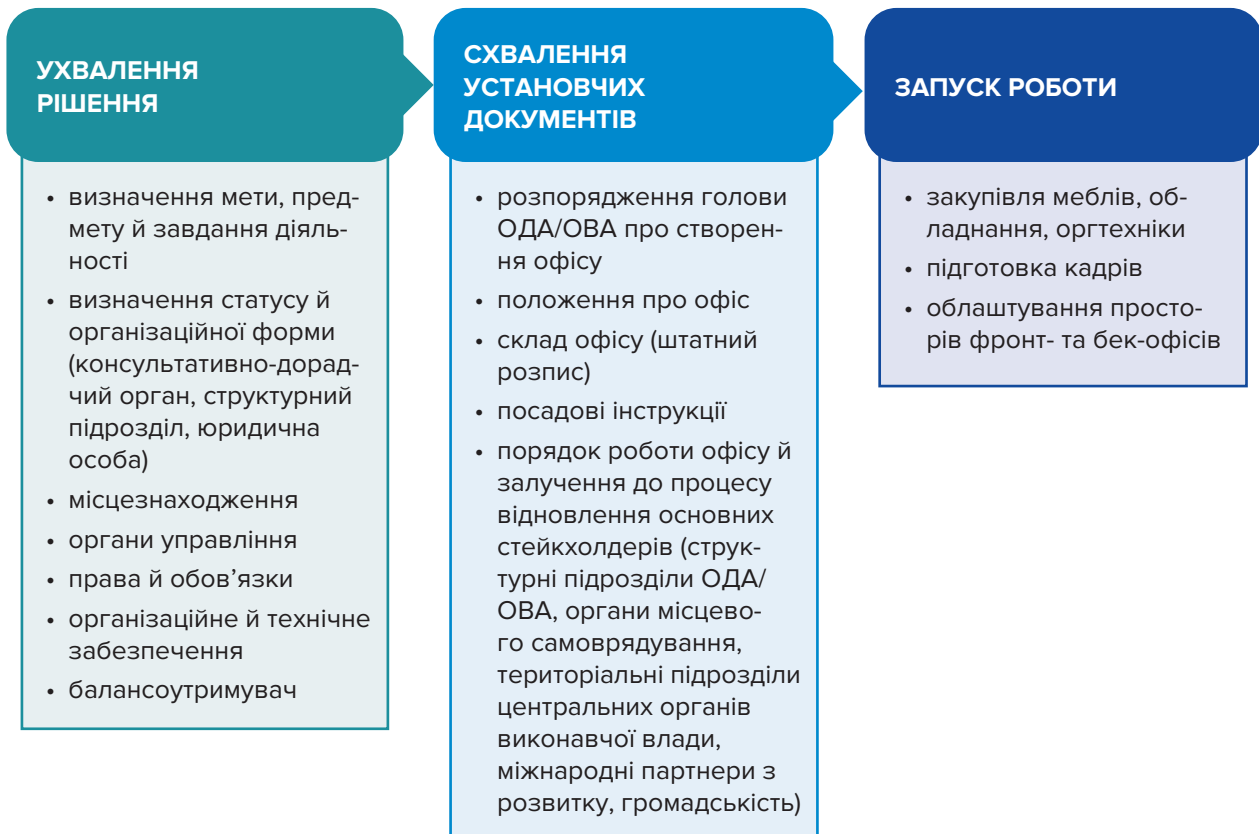 УХВАЛЕННЯ
РІШЕННЯ
• визначення мети, пред-
мету й завдання діяль-
ності
• визначення статусу й
організаційної форми
(консультативно-дорад-
чий орган, структурний
підрозділ, юридична
особа)
• місцезнаходження
• органи управління
• права й обов’язки
• організаційне й технічне
забезпечення
• балансоутримувач
СХВАЛЕННЯ
УСТАНОВЧИХ
ДОКУМЕНТІВ
• розпорядження голови
ОДА/ОВА про створен-
ня офісу
• положення про офіс
• склад офісу (штатний
розпис)
• посадові інструкції
• порядок роботи офісу й
залучення до процесу
відновлення основних
стейкхолдерів (струк-
турні підрозділи ОДА/
ОВА, органи місцево-
го самоврядування,
територіальні підрозділи
центральних органів
виконавчої влади,
міжнародні партнери з
розвитку, громадськість)
ЗАПУСК РОБОТИ
• закупівля меблів, об-
ладнання, оргтехніки
• підготовка кадрів
• облаштування просто-
рів фронт- та бек-офісів